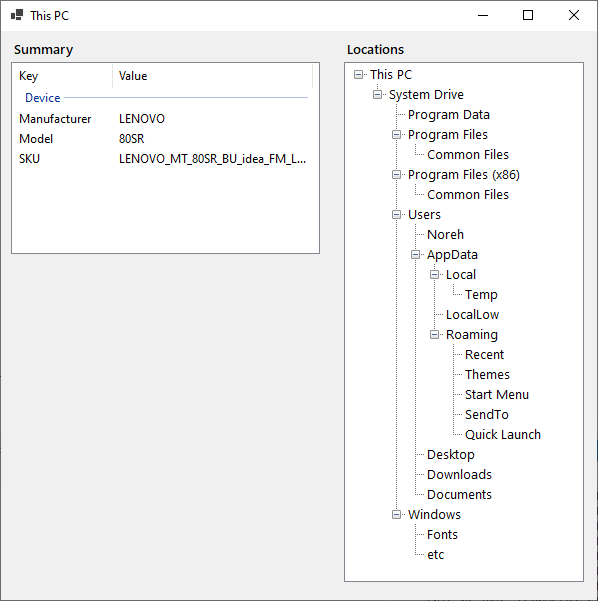 This PC
Summary
Key Value
Device
Manufacturer LENOVO
Model 80SR
SKU LENOVO_MT_80SR_BU_idea_FM_L...
Locations
This PC
System Drive
Program Data
Program Files
Common Files
Program Files (x86)
Common Files
Users
Noreh
AppData
Local
Temp
LocalLow
Roaming
Recent
Themes
Start Menu
SendTo
Quick Launch
Desktop
Downloads
Documents
Windows
Fonts
etc